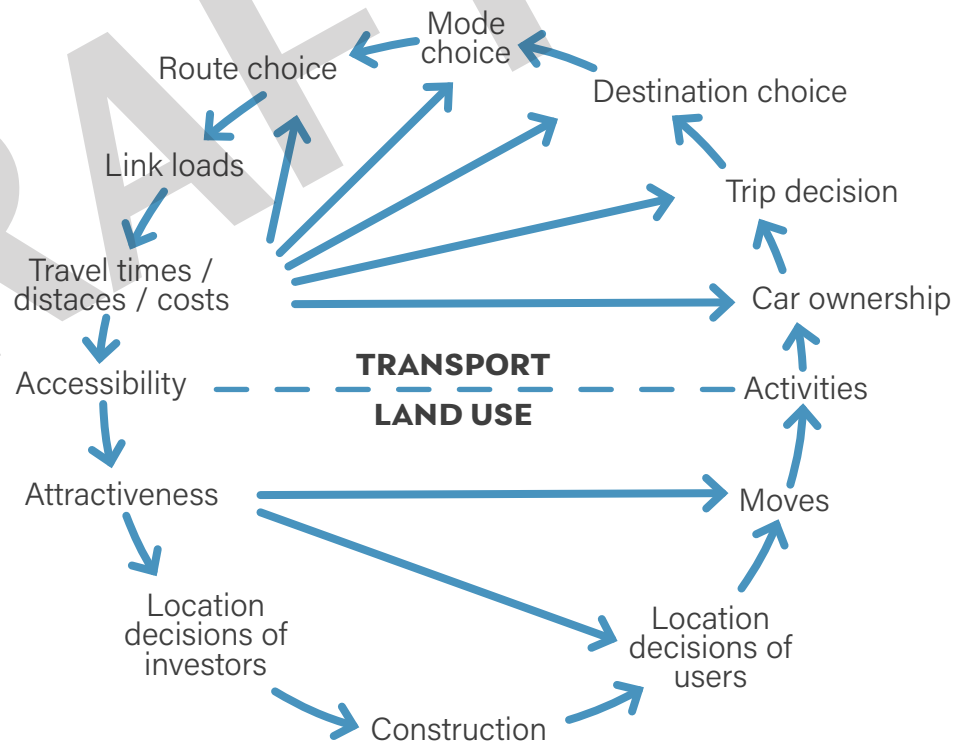 Mode
choice
Route choice
Destination choice
Link loads
Trip decision
Travel times /
distaces / costs
Car ownership
TRANSPORT
Accessibility
Activities
LAND USE
Attractiveness
Moves
Location
decisions of
investors
Location
decisions of
users
Construction
RAFT